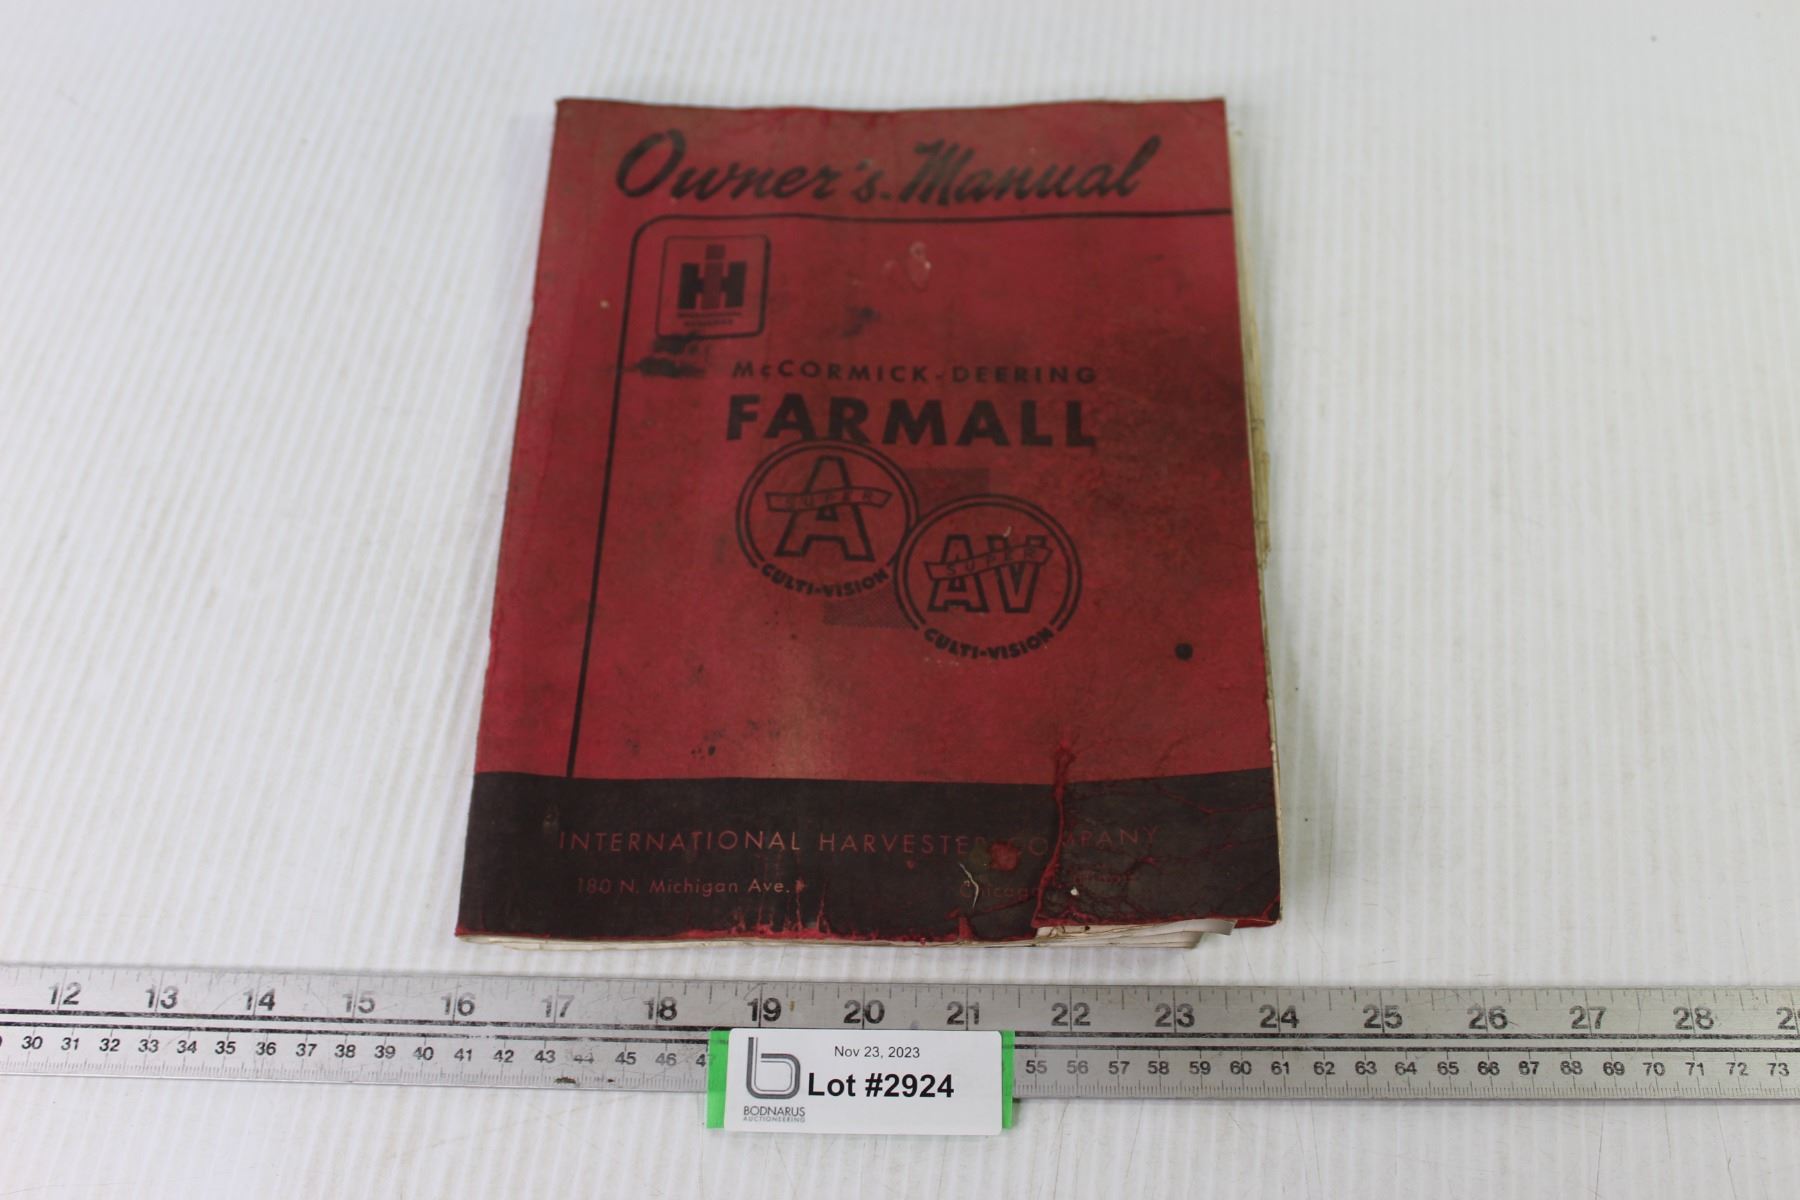 Owner's Manual
IH
McCORMICK-DEERING
FARMALL
A
SUPER
CULTI-VISION
AV
SUPER
CULTI-VISION
INTERNATIONAL HARVESTER COMPANY
180 N. Michigan Ave. Chicago
12 13 14 15 16 17 18 19 20 21 22 23 24 25 26 27 28
30 31 32 33 34 35 36 37 38 39 40 41 42 43 44 45 46 55 56 57 58 59 60 61 62 63 64 65 66 67 68 69 70 71 72 73
Nov 23, 2023
Lot #2924
BODNARUS
AUCTIONEERING